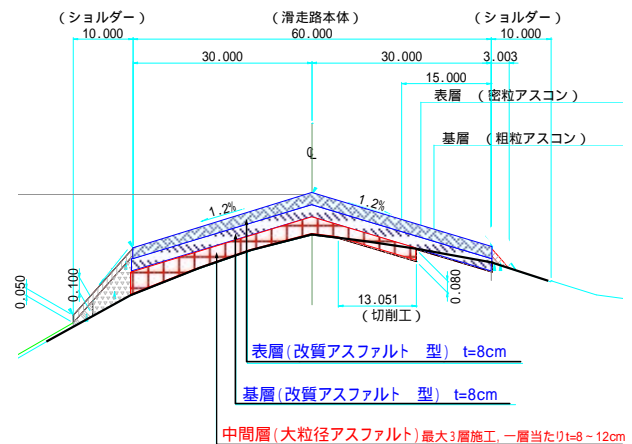 (ショルダー) (滑走路本体) (ショルダー)
10.000 60.000 10.000
30.000 30.000 3.003
15.000
表層 (密粒アスコン)
基層 (粗粒アスコン)
℄
1.2% 1.2%
0.050 0.100 0.080
13.051
(切削工)
表層(改質アスファルト 型) t=8cm
基層(改質アスファルト 型) t=8cm
中間層(大粒径アスファルト) 最大3層施工, 一層当たりt=8~12cm